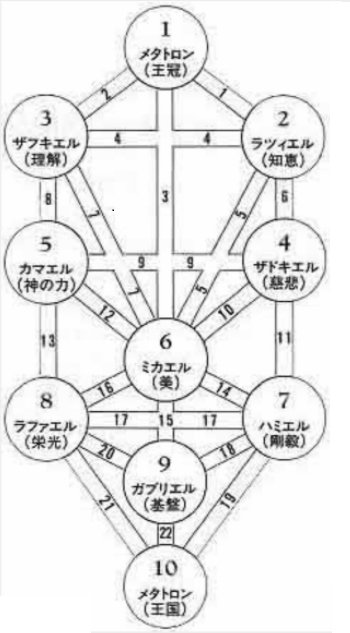 1
メタトロン
(王冠)
2
1
3
ザフキエル
(理解)
2
ラツィエル
(知恵)
4
4
3
8
7
5
6
5
カマエル
(神の力)
9
9
4
ザドキエル
(慈悲)
7
5
12
10
13
11
6
ミカエル
(美)
16
14
8
ラファエル
(栄光)
17
15
17
7
ハミエル
(剛毅)
20
18
9
ガブリエル
(基盤)
21
19
22
10
メタトロン
(王国)